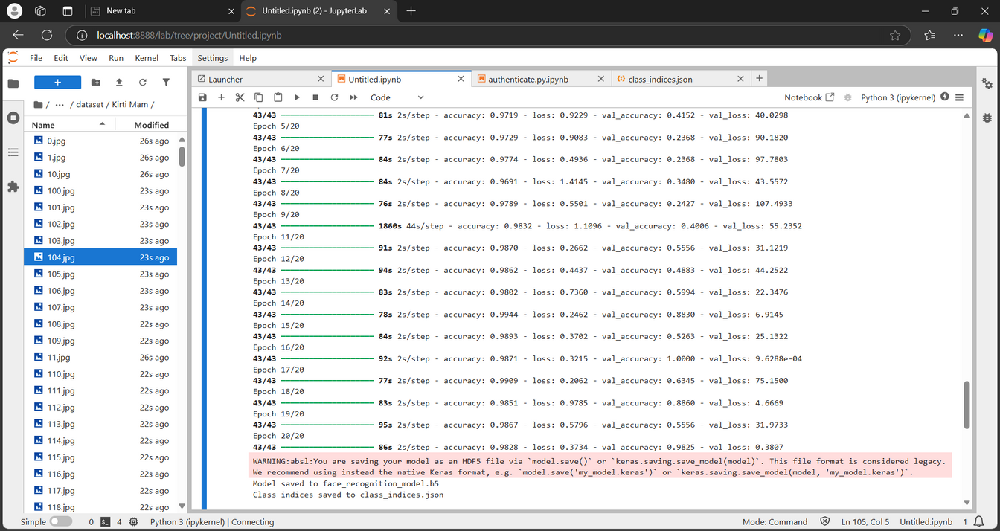 New tab
Untitled.ipynb (2) - JupyterLab
localhost:8888/lab/tree/project/Untitled.ipynb
File Edit View Run Kernel Tabs Settings Help
+
/ ··· / dataset / Kirti Mam /
Name Modified
0.jpg 26s ago
1.jpg 26s ago
10.jpg 26s ago
100.jpg 23s ago
101.jpg 23s ago
102.jpg 23s ago
103.jpg 23s ago
104.jpg 23s ago
105.jpg 23s ago
106.jpg 23s ago
107.jpg 23s ago
108.jpg 22s ago
109.jpg 22s ago
11.jpg 26s ago
110.jpg 22s ago
111.jpg 22s ago
112.jpg 22s ago
113.jpg 22s ago
114.jpg 22s ago
115.jpg 22s ago
116.jpg 22s ago
117.jpg 22s ago
118.jpg 22s ago
Launcher Untitled.ipynb authenticate.py.ipynb class_indices.json
Code Notebook Python 3 (ipykernel)
43/43 81s 2s/step - accuracy: 0.9719 - loss: 0.9229 - val_accuracy: 0.4152 - val_loss: 40.0298
Epoch 5/20
43/43 77s 2s/step - accuracy: 0.9729 - loss: 0.9083 - val_accuracy: 0.2368 - val_loss: 90.1820
Epoch 6/20
43/43 84s 2s/step - accuracy: 0.9774 - loss: 0.4936 - val_accuracy: 0.2368 - val_loss: 97.7803
Epoch 7/20
43/43 84s 2s/step - accuracy: 0.9691 - loss: 1.4145 - val_accuracy: 0.3480 - val_loss: 43.5572
Epoch 8/20
43/43 76s 2s/step - accuracy: 0.9789 - loss: 0.5501 - val_accuracy: 0.2427 - val_loss: 107.4933
Epoch 9/20
43/43 1860s 44s/step - accuracy: 0.9832 - loss: 1.1096 - val_accuracy: 0.4006 - val_loss: 55.2352
Epoch 11/20
43/43 91s 2s/step - accuracy: 0.9870 - loss: 0.2662 - val_accuracy: 0.5556 - val_loss: 31.1219
Epoch 12/20
43/43 94s 2s/step - accuracy: 0.9862 - loss: 0.4437 - val_accuracy: 0.4883 - val_loss: 44.2522
Epoch 13/20
43/43 83s 2s/step - accuracy: 0.9802 - loss: 0.7360 - val_accuracy: 0.5994 - val_loss: 22.3476
Epoch 14/20
43/43 78s 2s/step - accuracy: 0.9944 - loss: 0.2462 - val_accuracy: 0.8830 - val_loss: 6.9145
Epoch 15/20
43/43 84s 2s/step - accuracy: 0.9893 - loss: 0.3702 - val_accuracy: 0.5263 - val_loss: 25.1322
Epoch 16/20
43/43 92s 2s/step - accuracy: 0.9871 - loss: 0.3215 - val_accuracy: 1.0000 - val_loss: 9.6288e-04
Epoch 17/20
43/43 77s 2s/step - accuracy: 0.9909 - loss: 0.2062 - val_accuracy: 0.6345 - val_loss: 75.1500
Epoch 18/20
43/43 83s 2s/step - accuracy: 0.9851 - loss: 0.9785 - val_accuracy: 0.8860 - val_loss: 4.6669
Epoch 19/20
43/43 95s 2s/step - accuracy: 0.9867 - loss: 0.5796 - val_accuracy: 0.5556 - val_loss: 31.9733
Epoch 20/20
43/43 86s 2s/step - accuracy: 0.9828 - loss: 0.3734 - val_accuracy: 0.9825 - val_loss: 0.3807
WARNING:absl:You are saving your model as an HDF5 file via `model.save()` or `keras.saving.save_model(model)`. This file format is considered legacy.
We recommend using instead the native Keras format, e.g. `model.save('my_model.keras')` or `keras.saving.save_model(model, 'my_model.keras')`.
Model saved to face_recognition_model.h5
Class indices saved to class_indices.json
Simple 0 4 Python 3 (ipykernel) | Connecting Mode: Command Ln 105, Col 5 Untitled.ipynb 1